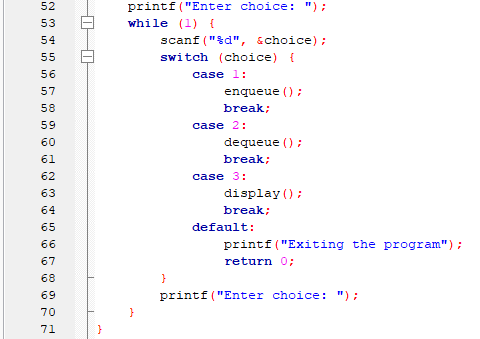 52 printf("Enter choice: ");
53 while (1) {
54 scanf("%d", &choice);
55 switch (choice) {
56 case 1:
57 enqueue();
58 break;
59 case 2:
60 dequeue();
61 break;
62 case 3:
63 display();
64 break;
65 default:
66 printf("Exiting the program");
67 return 0;
68 }
69 printf("Enter choice: ");
70 }
71 }